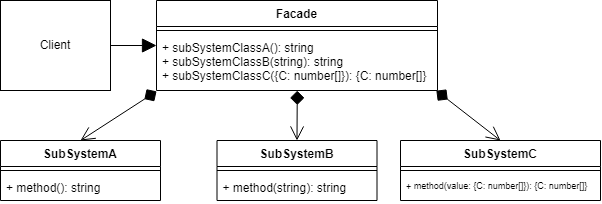 Client
Facade
+ subSystemClassA(): string
+ subSystemClassB(string): string
+ subSystemClassC({C: number[]}): {C: number[]}
SubSystemA
+ method(): string
SubSystemB
+ method(string): string
SubSystemC
+ method(value: {C: number[]}): {C: number[]}